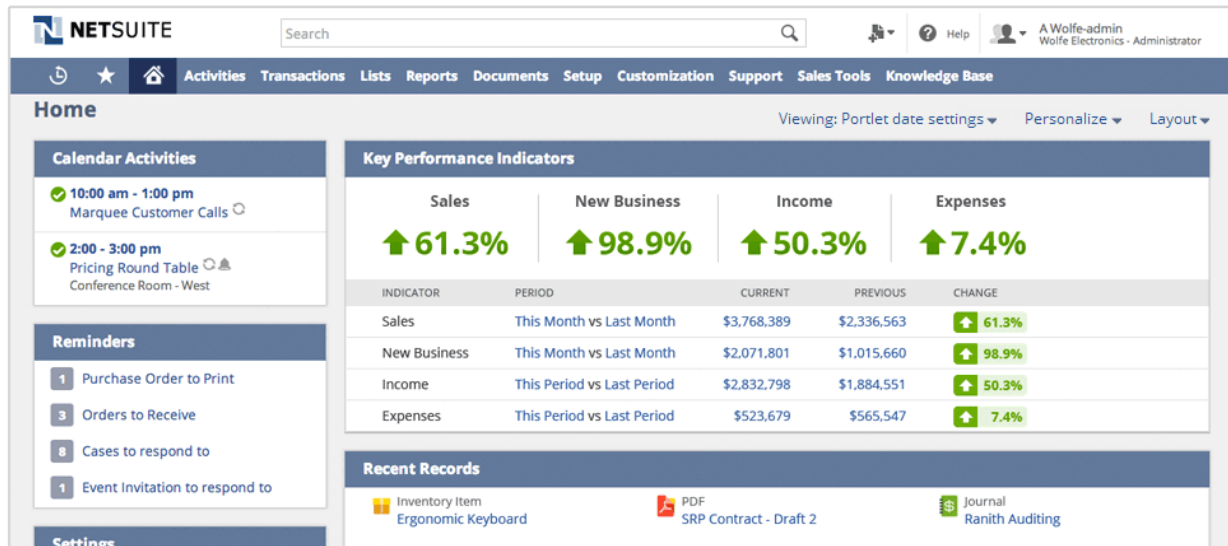 NETSUITE
Search
Help
A Wolfe-admin
Wolfe Electronics - Administrator
Activities Transactions Lists Reports Documents Setup Customization Support Sales Tools Knowledge Base
Home
Viewing: Portlet date settings Personalize Layout
Calendar Activities
10:00 am - 1:00 pm
Marquee Customer Calls
2:00 - 3:00 pm
Pricing Round Table
Conference Room - West
Reminders
1 Purchase Order to Print
3 Orders to Receive
8 Cases to respond to
1 Event Invitation to respond to
Settings
Key Performance Indicators
Sales New Business Income Expenses
61.3% 98.9% 50.3% 7.4%
INDICATOR PERIOD CURRENT PREVIOUS CHANGE
Sales This Month vs Last Month $3,768,389 $2,336,563 61.3%
New Business This Month vs Last Month $2,071,801 $1,015,660 98.9%
Income This Period vs Last Period $2,832,798 $1,884,551 50.3%
Expenses This Period vs Last Period $523,679 $565,547 7.4%
Recent Records
Inventory Item
Ergonomic Keyboard
PDF
SRP Contract - Draft 2
Journal
Ranith Auditing